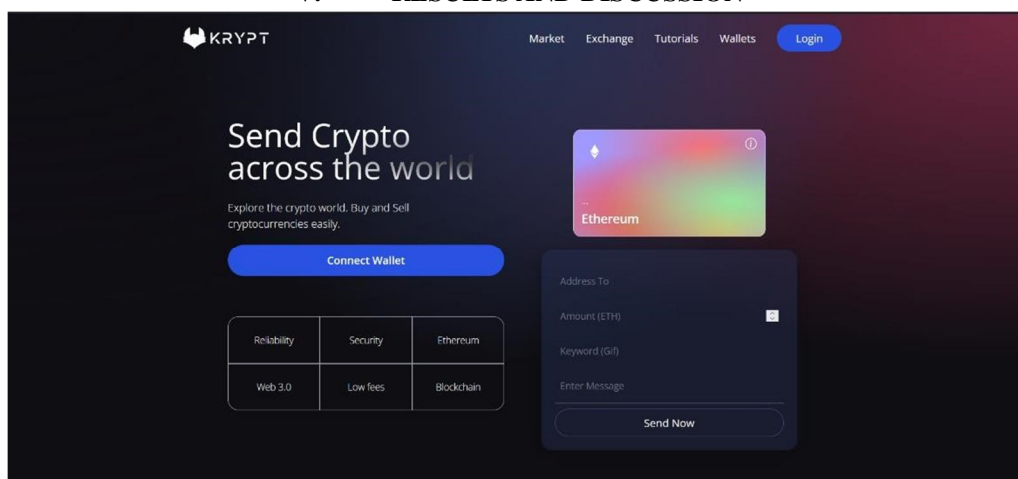 KRYPT
Market Exchange Tutorials Wallets Login
Send Crypto
across the world
Explore the crypto world. Buy and Sell
cryptocurrencies easily.
Connect Wallet
Reliability Security Ethereum
Web 3.0 Low fees Blockchain
...
Ethereum
Address To
Amount (ETH)
Keyword (Gif)
Enter Message
Send Now